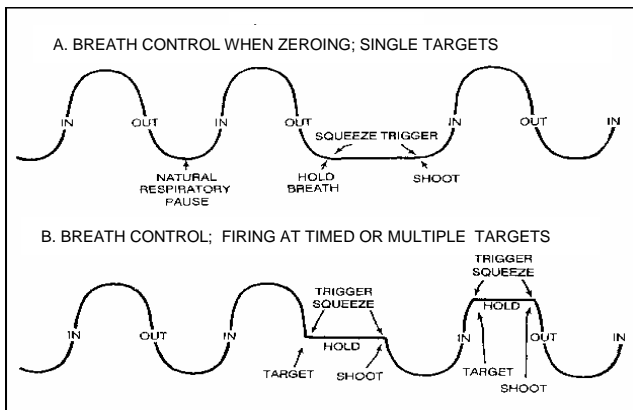 A. BREATH CONTROL WHEN ZEROING; SINGLE TARGETS
IN
OUT
IN
OUT
IN
OUT
IN
SQUEEZE TRIGGER
NATURAL
RESPIRATORY
PAUSE
HOLD
BREATH
SHOOT
B. BREATH CONTROL; FIRING AT TIMED OR MULTIPLE TARGETS
TRIGGER
SQUEEZE
TRIGGER
SQUEEZE
HOLD
HOLD
IN
OUT
IN
IN
OUT
IN
TARGET
SHOOT
TARGET
SHOOT